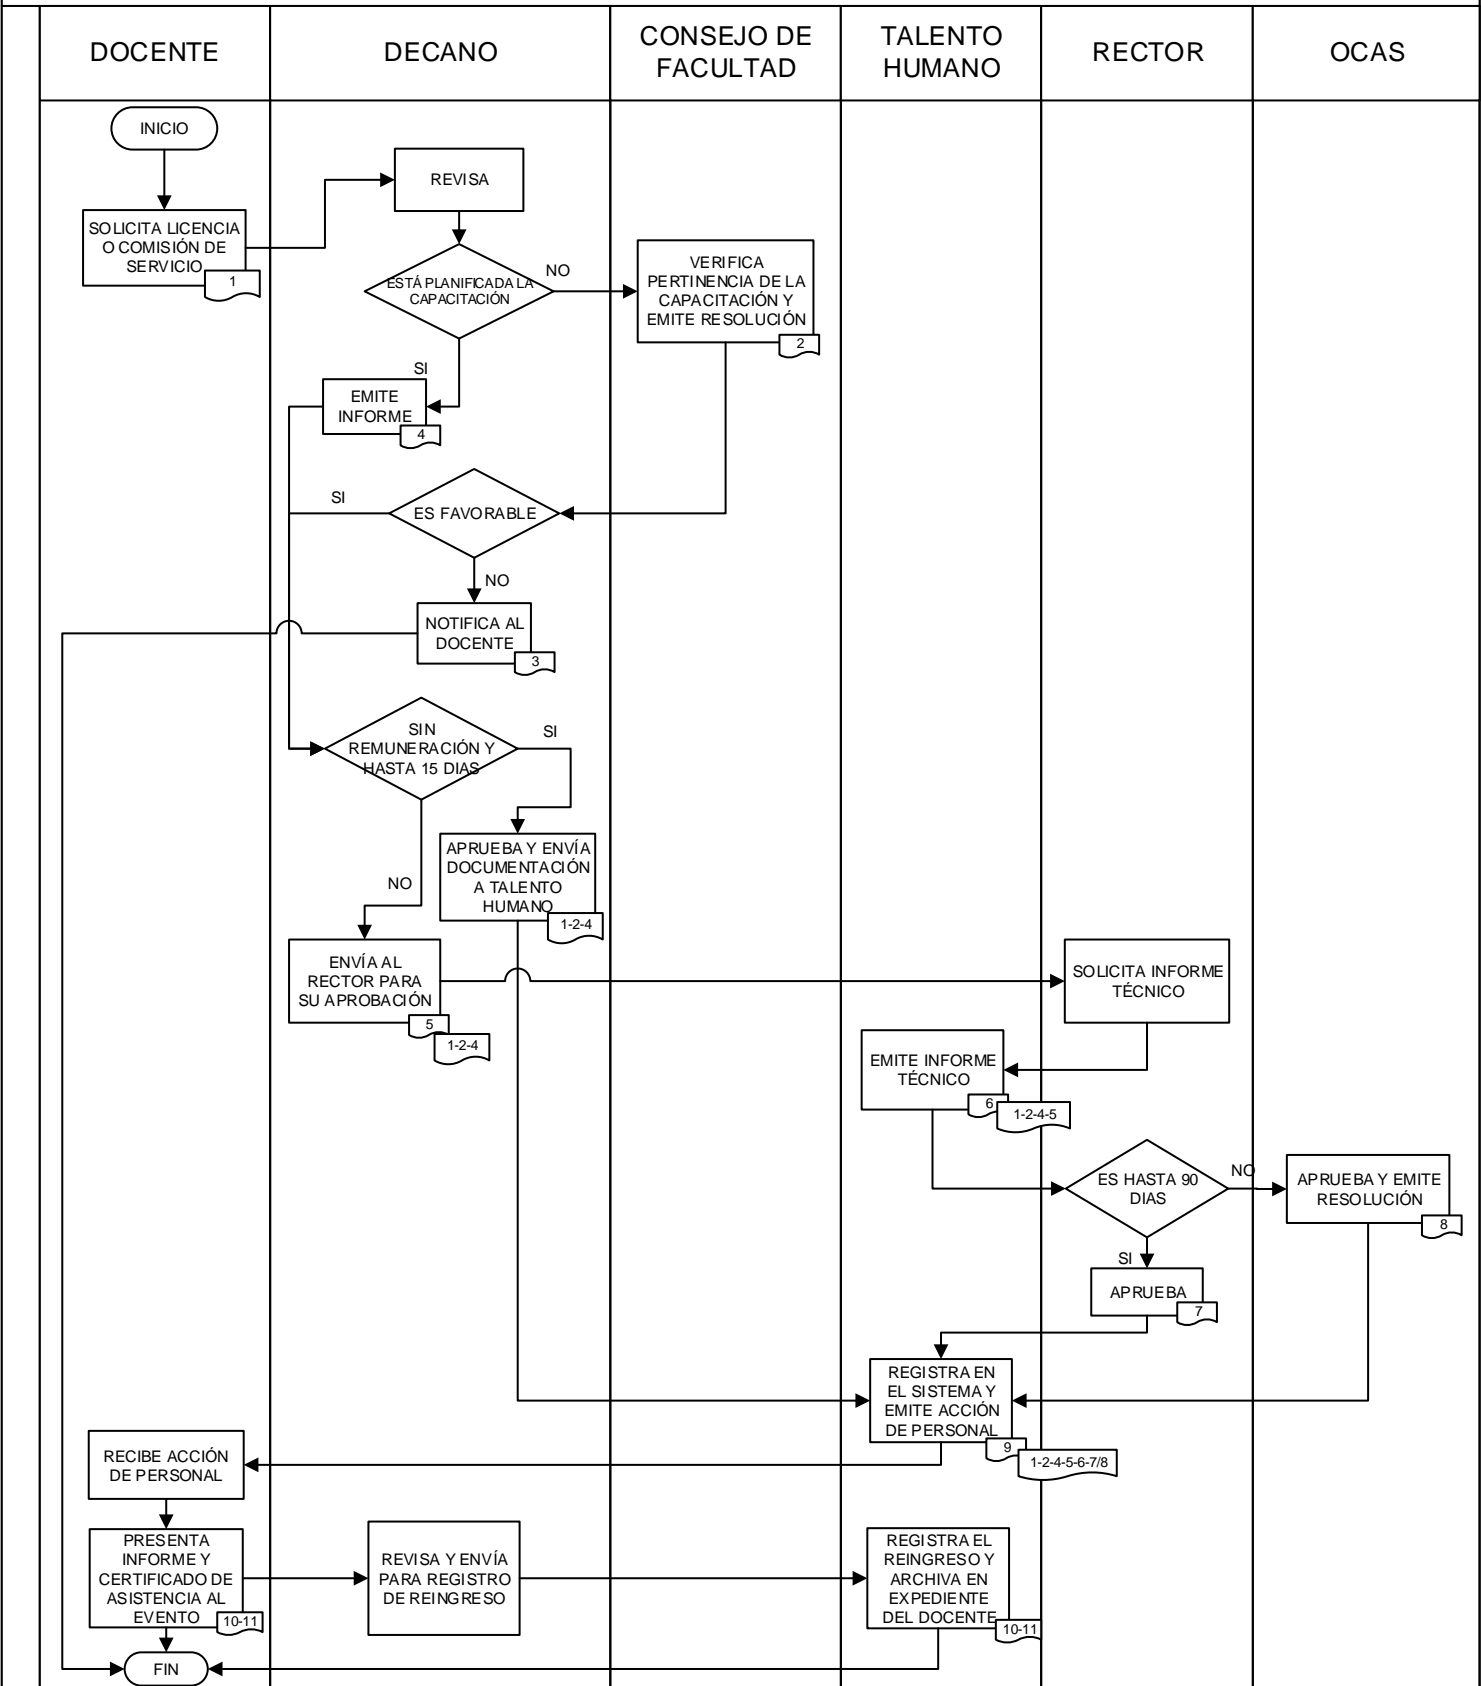 DOCENTE
DECANO
CONSEJO DE
FACULTAD
TALENTO
HUMANO
RECTOR
OCAS
INICIO
REVISA
SOLICITA LICENCIA
O COMISIÓN DE
SERVICIO
1
ESTÁ PLANIFICADA LA
CAPACITACIÓN
NO
VERIFICA
PERTINENCIA DE LA
CAPACITACIÓN Y
EMITE RESOLUCIÓN
2
SI
EMITE
INFORME
4
SI
ES FAVORABLE
NO
NOTIFICA AL
DOCENTE
3
SIN
REMUNERACIÓN Y
HASTA 15 DIAS
SI
NO
APRUEBA Y ENVÍA
DOCUMENTACIÓN
A TALENTO
HUMANO
1-2-4
ENVÍA AL
RECTOR PARA
SU APROBACIÓN
5
1-2-4
SOLICITA INFORME
TÉCNICO
EMITE INFORME
TÉCNICO
6
1-2-4-5
ES HASTA 90
DIAS
NO
APRUEBA Y EMITE
RESOLUCIÓN
8
SI
APRUEBA
7
REGISTRA EN
EL SISTEMA Y
EMITE ACCIÓN
DE PERSONAL
9
1-2-4-5-6-7/8
RECIBE ACCIÓN
DE PERSONAL
PRESENTA
INFORME Y
CERTIFICADO DE
ASISTENCIA AL
EVENTO
10-11
REVISA Y ENVÍA
PARA REGISTRO
DE REINGRESO
REGISTRA EL
REINGRESO Y
ARCHIVA EN
EXPEDIENTE
DEL DOCENTE
10-11
FIN